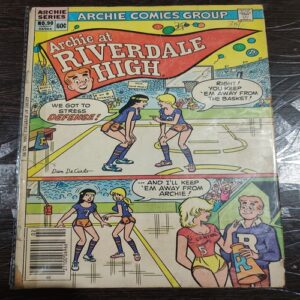 ARCHIE SERIES
ARCHIE COMICS GROUP
NO. 90
60¢
Archie at
RIVERDALE
HIGH
WE GOT TO
STRESS
DEFENSE!
RIGHT!
YOU KEEP
'EM AWAY FROM
THE BASKET!
Dan DeCarlo
...AND I'LL KEEP
'EM AWAY FROM
ARCHIE!
S
R
R